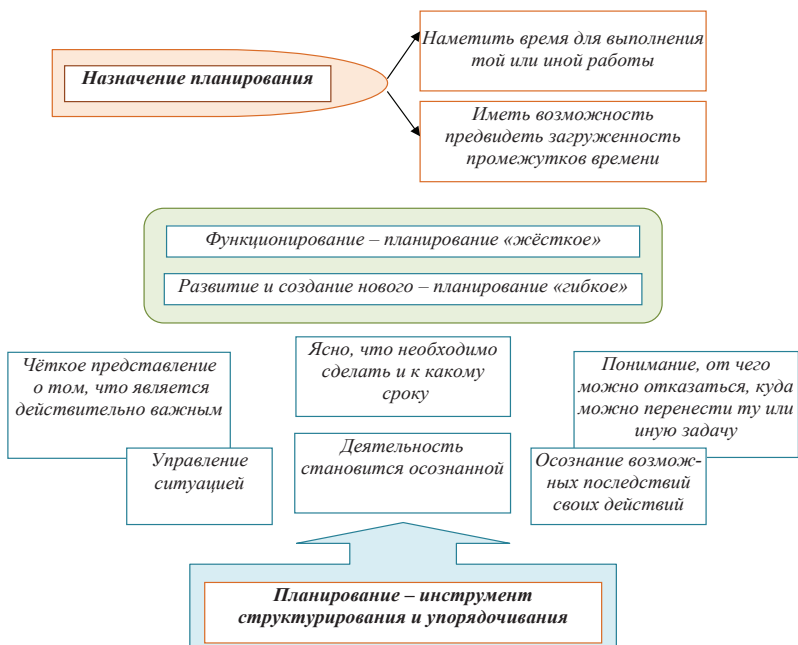 Назначение планирования
Наметить время для выполнения
той или иной работы
Иметь возможность
предвидеть загруженность
промежутков времени
Функционирование – планирование «жёсткое»
Развитие и создание нового – планирование «гибкое»
Чёткое представление
о том, что является
действительно важным
Ясно, что необходимо
сделать и к какому
сроку
Понимание, от чего
можно отказаться, куда
можно перенести ту или
иную задачу
Управление
ситуацией
Деятельность
становится осознанной
Осознание возмож-
ных последствий
своих действий
Планирование – инструмент
структурирования и упорядочивания